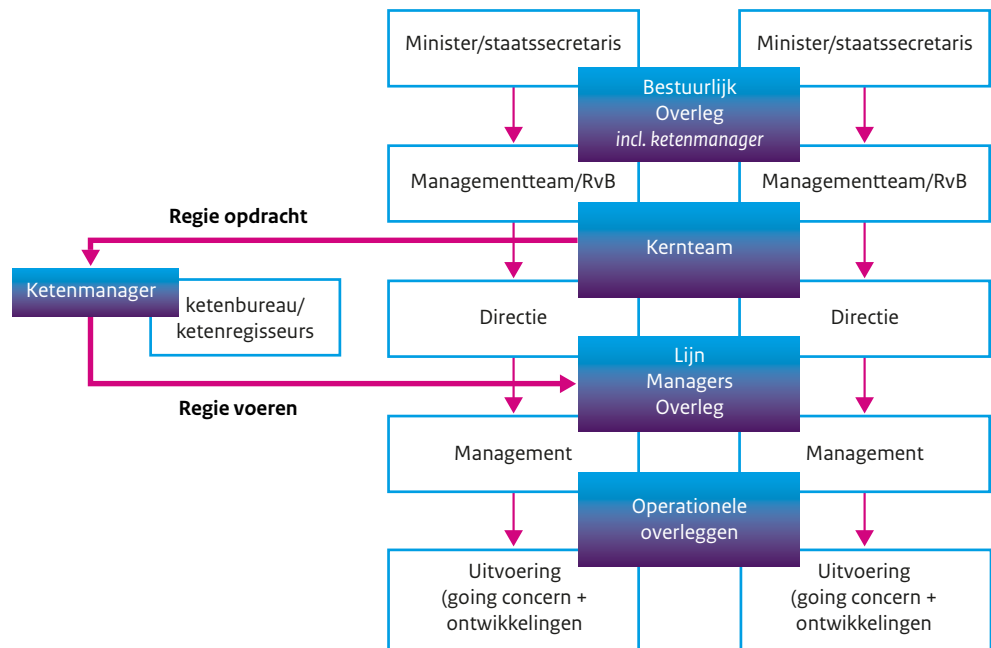 Minister/staatssecretaris
Minister/staatssecretaris
Bestuurlijk
Overleg
incl. ketenmanager
Managementteam/RvB
Managementteam/RvB
Regie opdracht
Kernteam
Ketenmanager
ketenbureau/
ketenregisseurs
Directie
Directie
Lijn
Managers
Overleg
Regie voeren
Management
Management
Operationele
overleggen
Uitvoering
(going concern +
ontwikkelingen
Uitvoering
(going concern +
ontwikkelingen